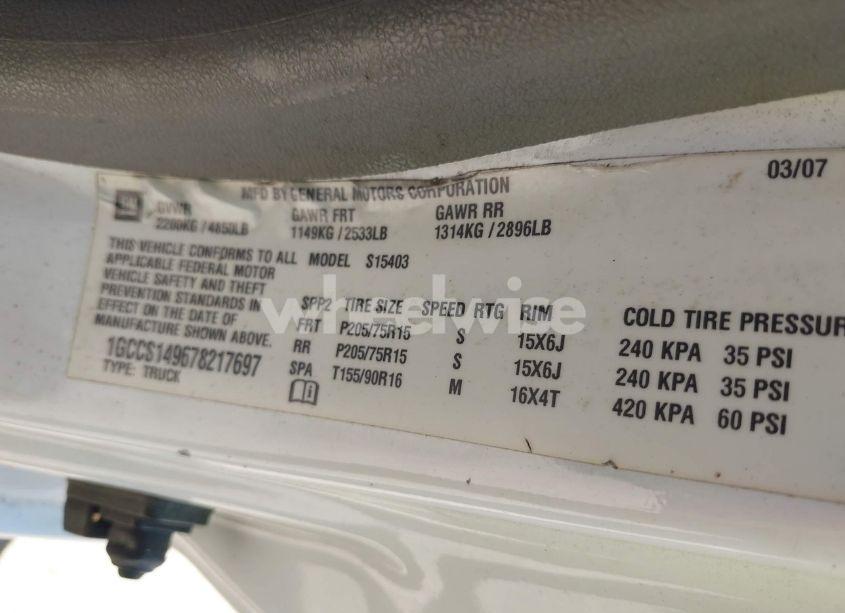 MFD BY GENERAL MOTORS CORPORATION 03/07
GM GVWR GAWR FRT GAWR RR
2200KG / 4850LB 1149KG / 2533LB 1314KG / 2896LB
THIS VEHICLE CONFORMS TO ALL
APPLICABLE FEDERAL MOTOR
VEHICLE SAFETY AND THEFT
PREVENTION STANDARDS IN
EFFECT ON THE DATE OF
MANUFACTURE SHOWN ABOVE.
1GCCS149678217697
TYPE: TRUCK
MODEL S15403
SPP2 TIRE SIZE SPEED RTG RIM COLD TIRE PRESSUR
FRT P205/75R15 S 15X6J 240 KPA 35 PSI
RR P205/75R15 S 15X6J 240 KPA 35 PSI
SPA T155/90R16 M 16X4T 420 KPA 60 PSI
wheelwise